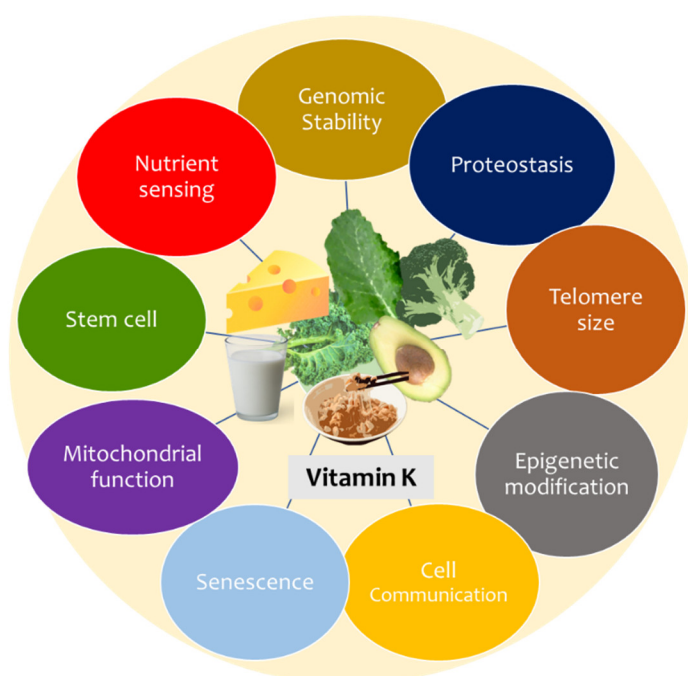 Genomic
Stability
Proteostasis
Telomere
size
Epigenetic
modification
Cell
Communication
Senescence
Mitochondrial
function
Stem cell
Nutrient
sensing
Vitamin K